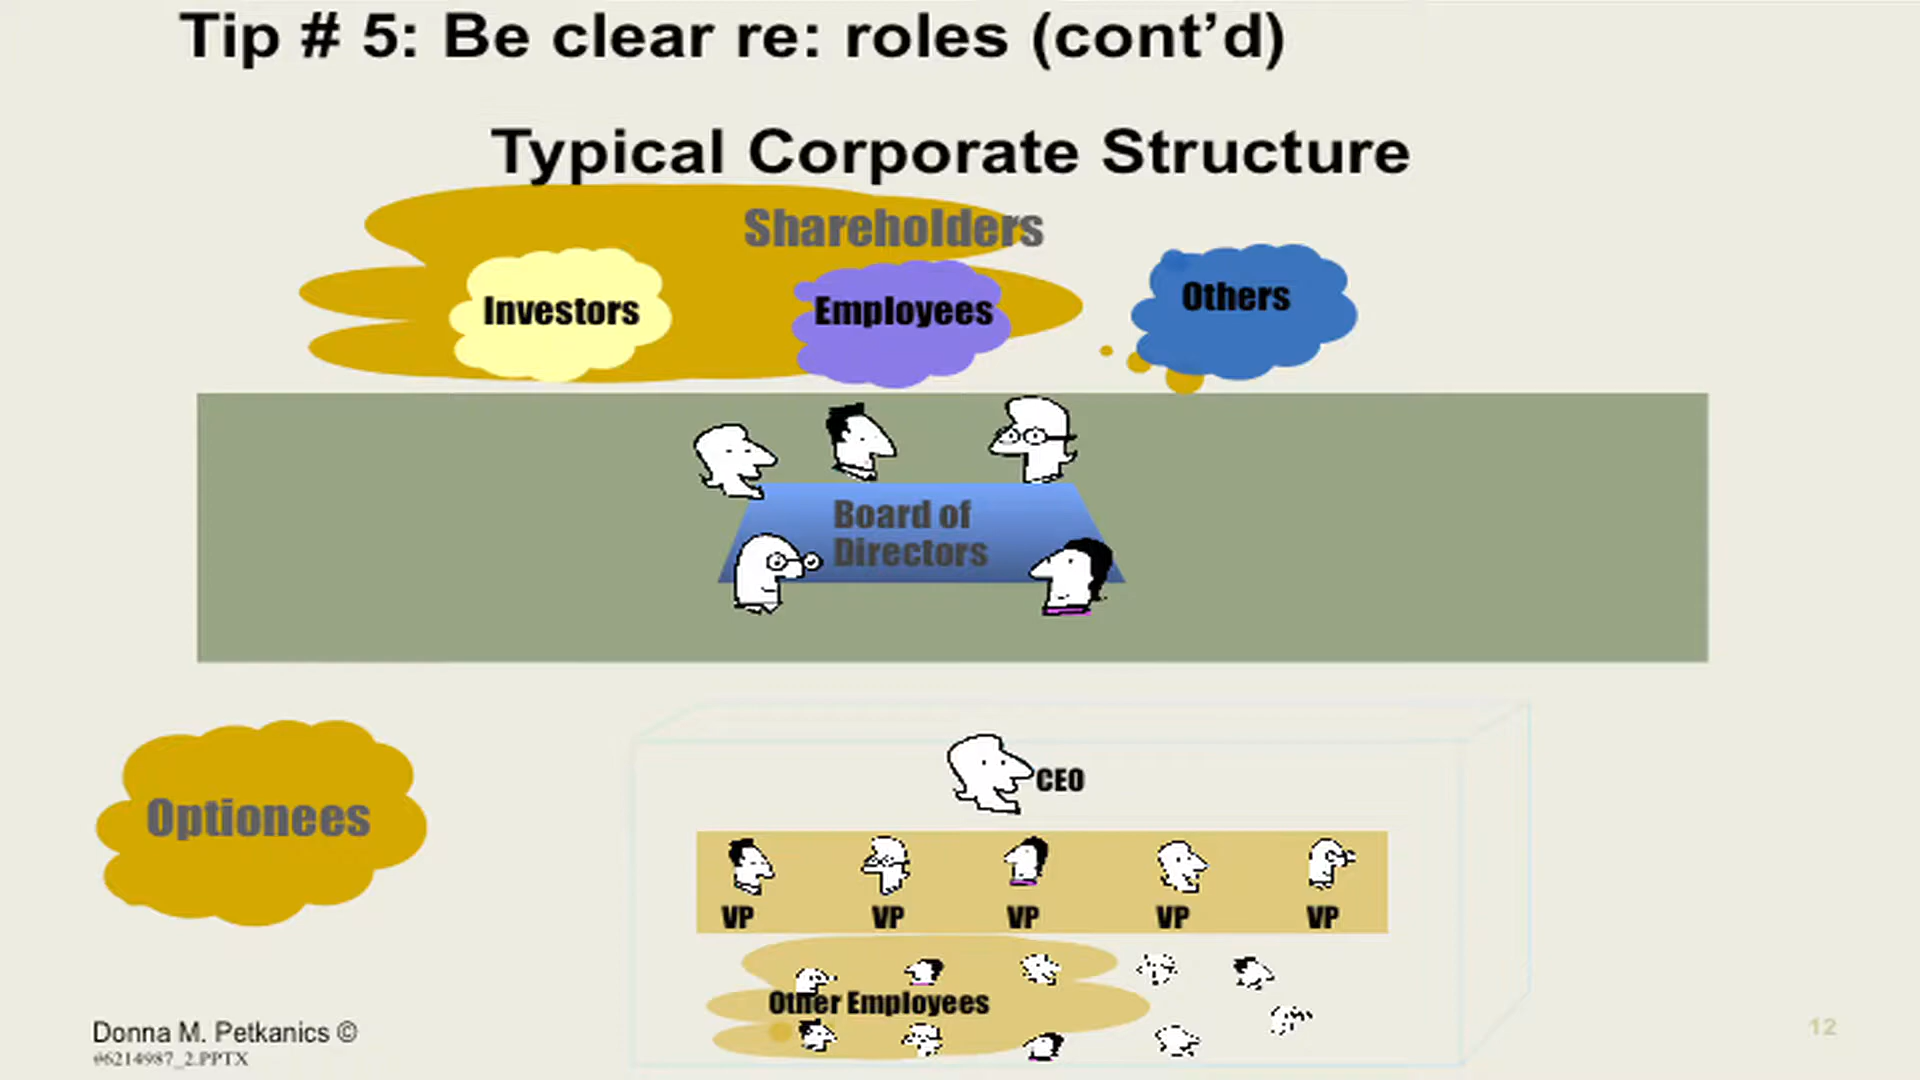 Tip # 5: Be clear re: roles (cont’d)
Typical Corporate Structure
Shareholders
Investors
Employees
Others
Board of
Directors
Optionees
CEO
VP VP VP VP VP
Other Employees
Donna M. Petkanics ©
#6214987_2.PPTX
12